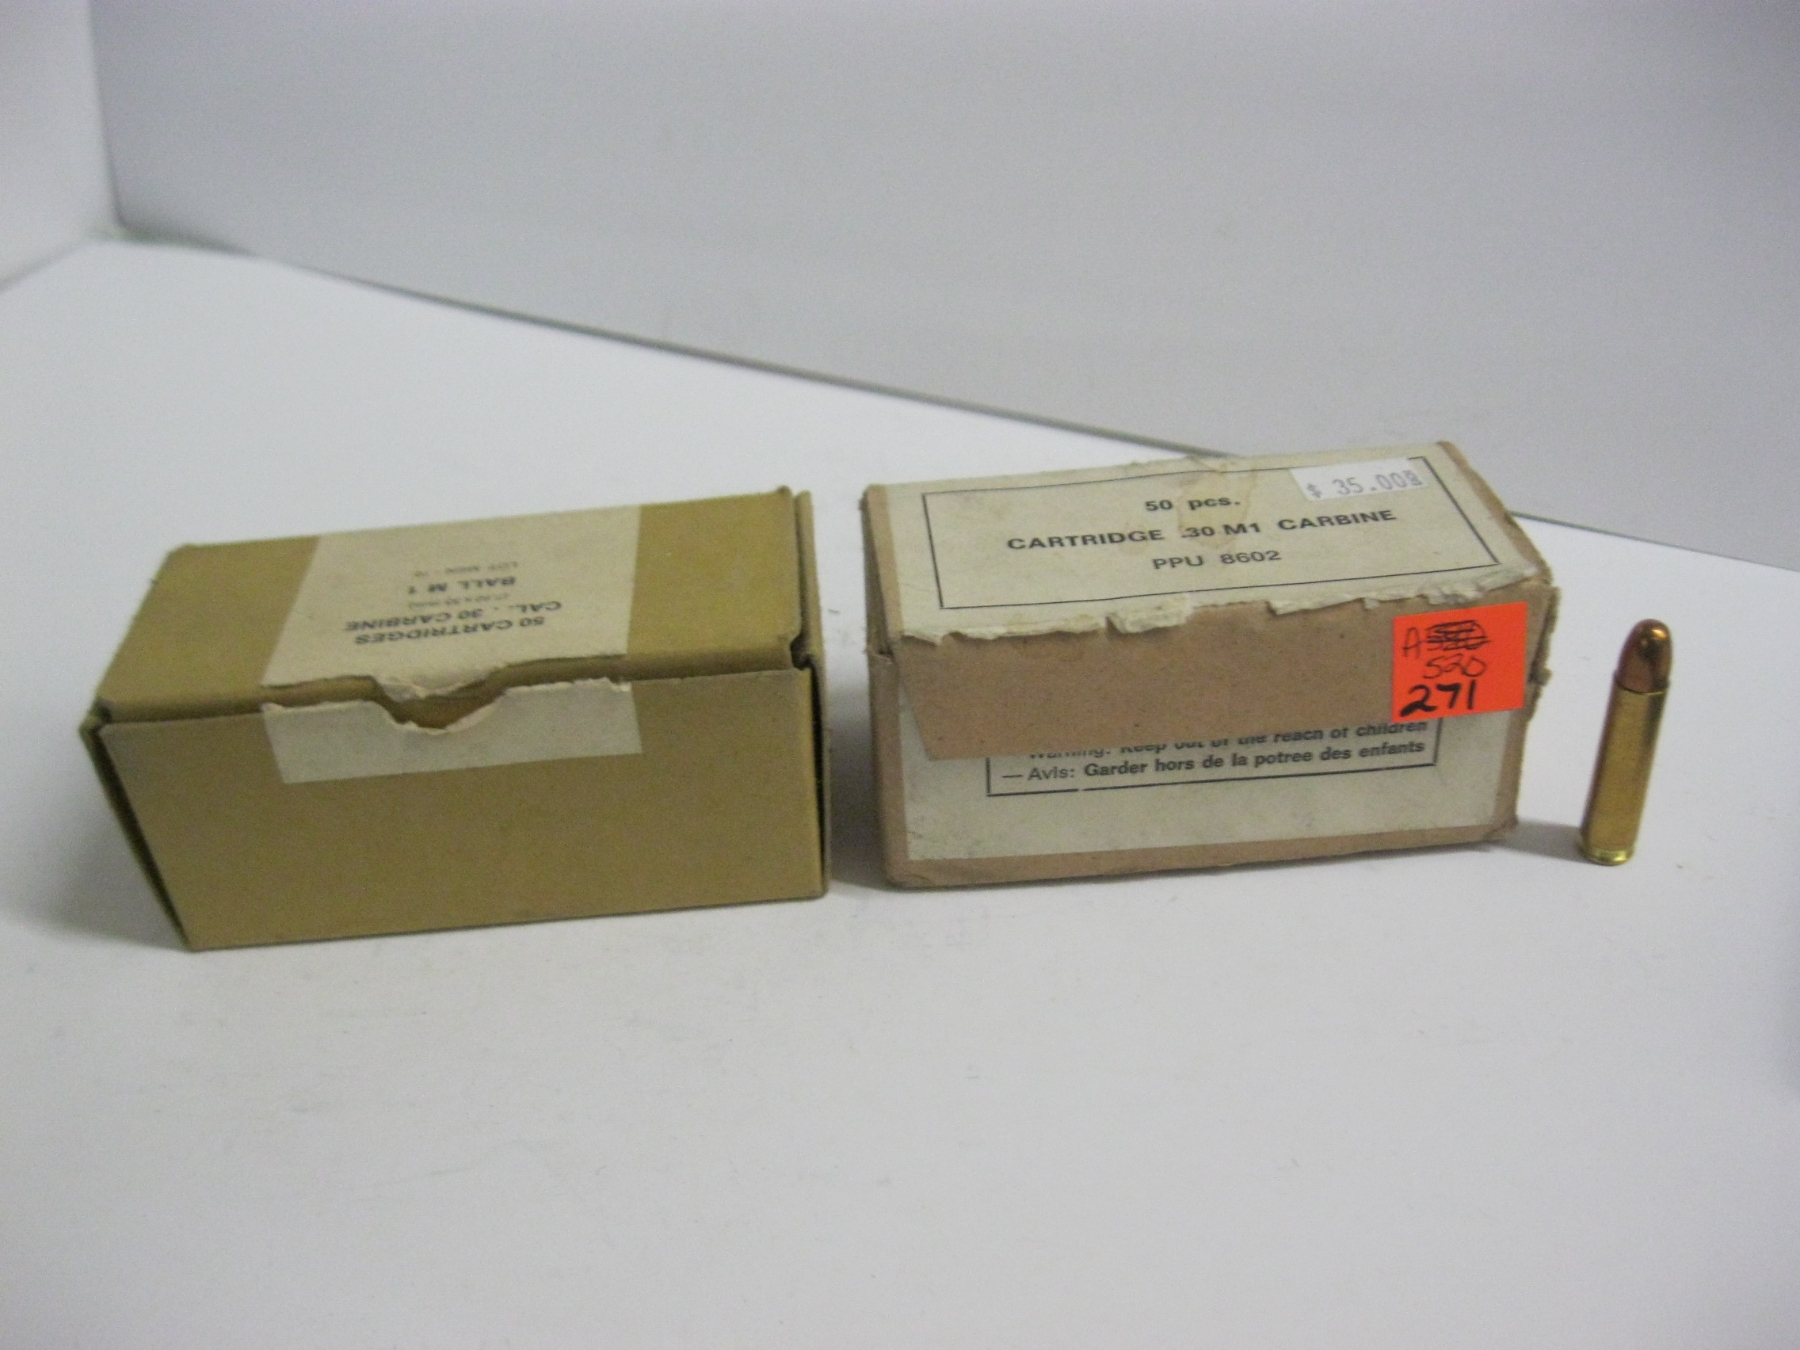 50 CARTRIDGES
CAL. .30 CARBINE
BALL M 1
$ 35.00
50 pcs.
CARTRIDGE .30 M1 CARBINE
PPU 8602
A
520
271
Warning: Keep out of the reach of children
— Avis: Garder hors de la potree des enfants